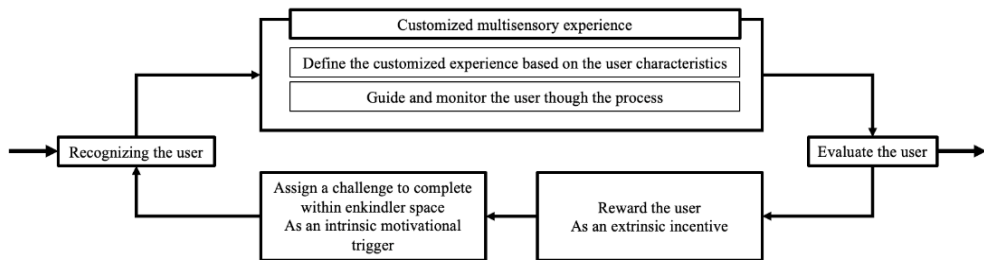 Customized multisensory experience
Define the customized experience based on the user characteristics
Guide and monitor the user though the process
Recognizing the user
Evaluate the user
Assign a challenge to complete
within enkindler space
As an intrinsic motivational
trigger
Reward the user
As an extrinsic incentive